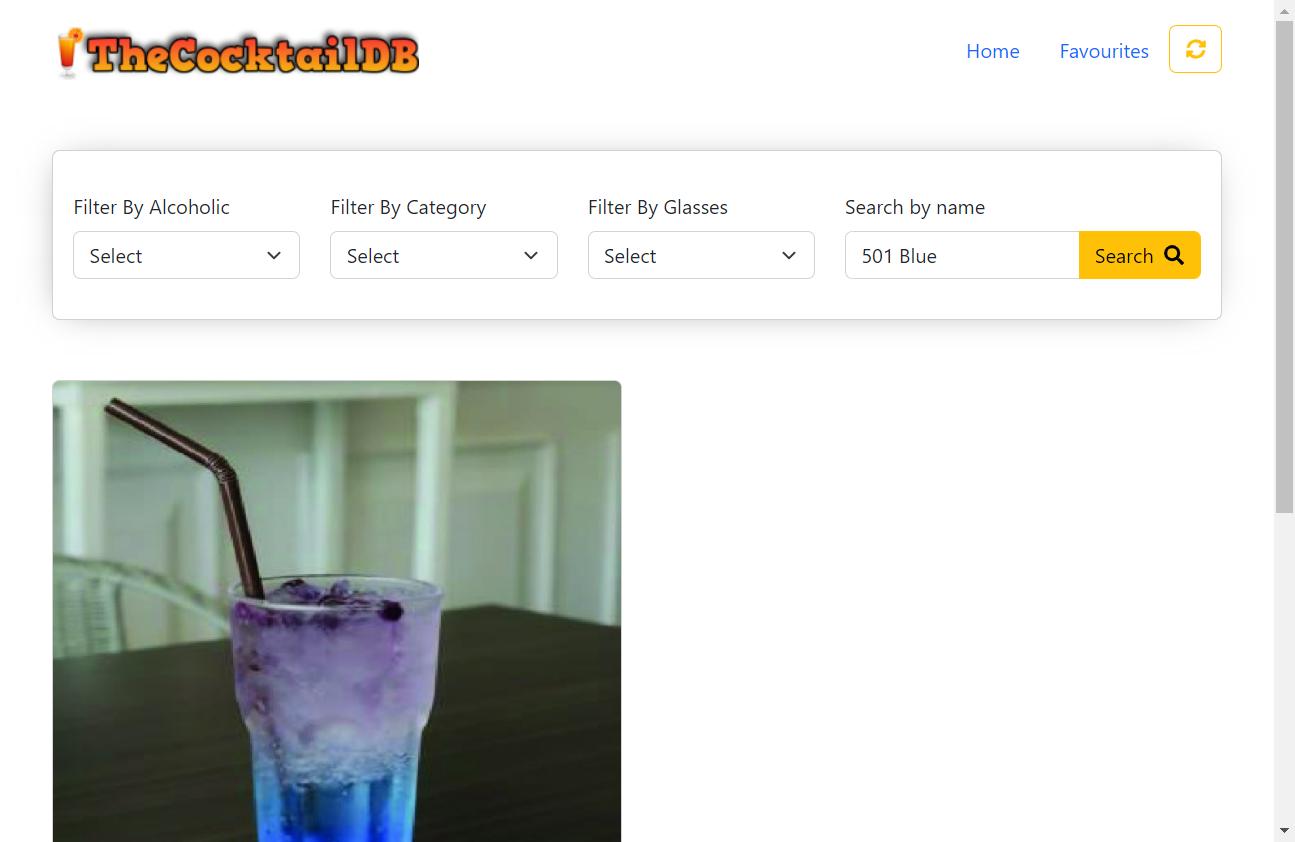 TheCocktailDB
Home Favourites
Filter By Alcoholic Filter By Category Filter By Glasses Search by name
Select Select Select 501 Blue Search